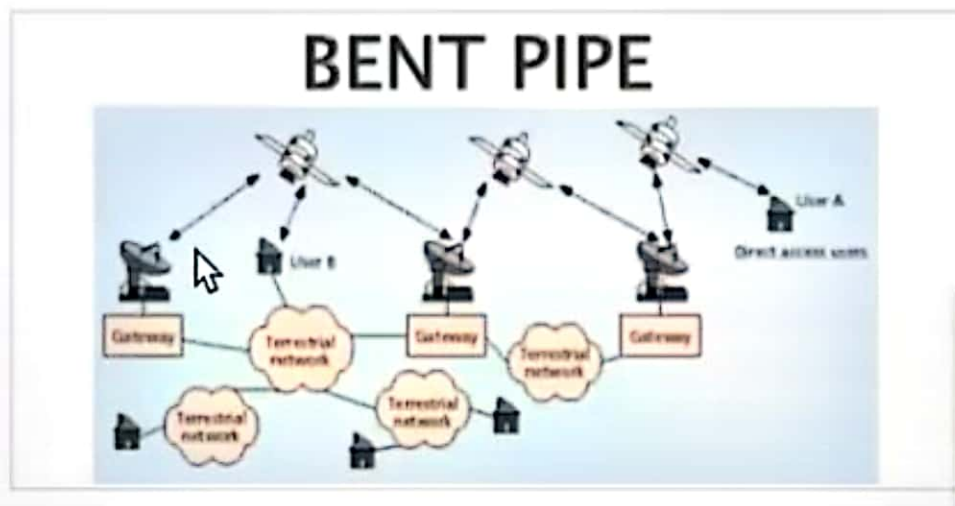 BENT PIPE
User A
Direct access users
User B
Gateway
Terrestrial
network
Gateway
Terrestrial
network
Gateway
Terrestrial
network
Terrestrial
network